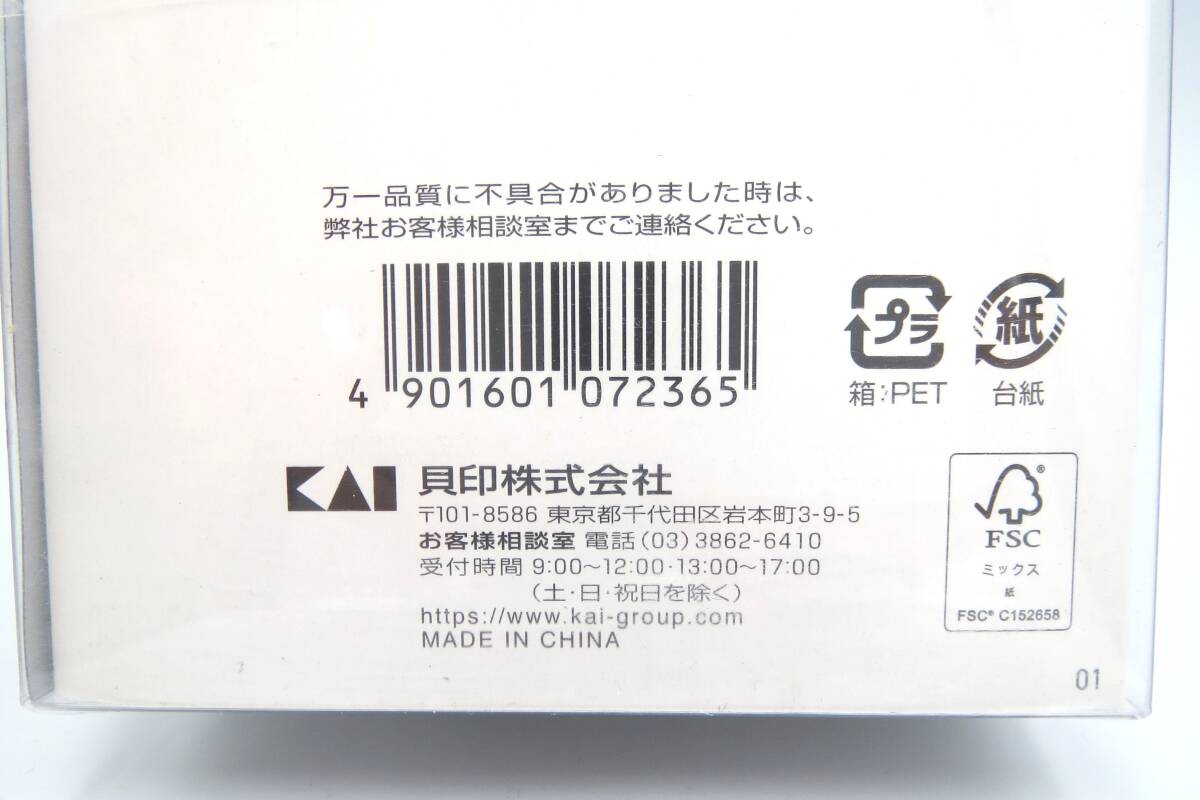 万一品質に不具合がありました時は、
弊社お客様相談室までご連絡ください。
4 901601 072365
プラ
箱:PET
紙
台紙
KAI 貝印株式会社
〒101-8586 東京都千代田区岩本町3-9-5
お客様相談室 電話(03)3862-6410
受付時間 9:00〜12:00・13:00〜17:00
(土・日・祝日を除く)
https://www.kai-group.com
MADE IN CHINA
®
FSC
ミックス
紙
FSC® C152658
01